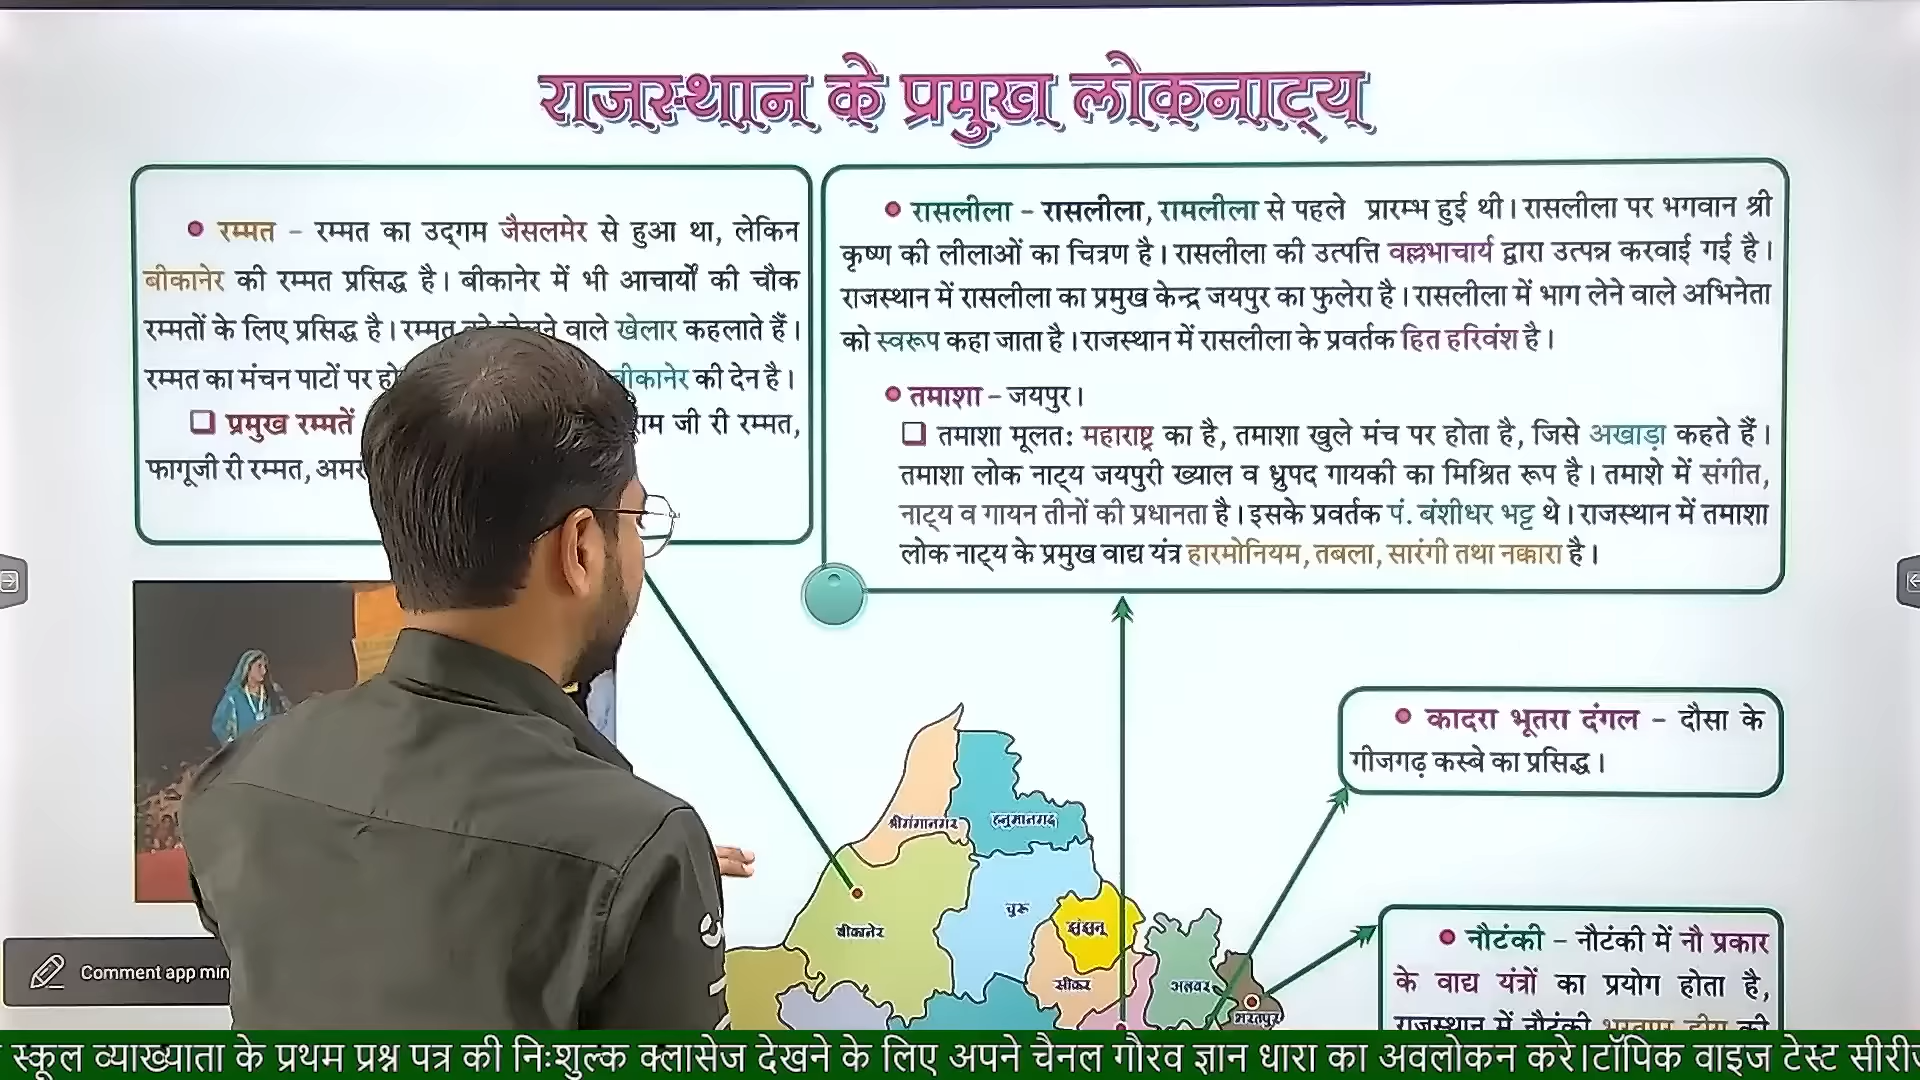 राजस्थान के प्रमुख लोकनाट्य
रम्मत – रम्मत का उद्‌गम जैसलमेर से हुआ था, लेकिन
बीकानेर की रम्मत प्रसिद्ध है। बीकानेर में भी आचार्यों की चौक
रम्मतों के लिए प्रसिद्ध है। रम्मत वाले खेलार कहलाते हैं।
रम्मत का मंचन पाटों पर बीकानेर की देन है।
प्रमुख रम्मतें जी री रम्मत,
फागूजी री रम्मत,
रासलीला – रासलीला, रामलीला से पहले प्रारम्भ हुई थी। रासलीला पर भगवान श्री
कृष्ण की लीलाओं का चित्रण है। रासलीला की उत्पत्ति वल्लभाचार्य द्वारा उत्पन्न करवाई गई है।
राजस्थान में रासलीला का प्रमुख केन्द्र जयपुर का फुलेरा है। रासलीला में भाग लेने वाले अभिनेता
को स्वरूप कहा जाता है। राजस्थान में रासलीला के प्रवर्तक हित हरिवंश है।
तमाशा – जयपुर।
तमाशा मूलत: महाराष्ट्र का है, तमाशा खुले मंच पर होता है, जिसे अखाड़ा कहते हैं।
तमाशा लोक नाट्य जयपुरी ख्याल व ध्रुपद गायकी का मिश्रित रूप है। तमाशे में संगीत,
नाट्य व गायन तीनों की प्रधानता है। इसके प्रवर्तक पं. बंशीधर भट्ट थे। राजस्थान में तमाशा
लोक नाट्य के प्रमुख वाद्य यंत्र हारमोनियम, तबला, सारंगी तथा नक्कारा है।
कादरा भूतरा दंगल – दौसा के
गीजगढ़ कस्बे का प्रसिद्ध।
श्रीगंगानगर
हनुमानगढ़
चुरू
झुंझुनू
बीकानेर
सीकर
अलवर
भरतपुर
नौटंकी – नौटंकी में नौ प्रकार
के वाद्य यंत्रों का प्रयोग होता है,
राजस्थान में नौटंकी भरतपुर डीग की
Comment app min
स्कूल व्याख्याता के प्रथम प्रश्न पत्र की निःशुल्क क्लासेज देखने के लिए अपने चैनल गौरव ज्ञान धारा का अवलोकन करे।टॉपिक वाइज टेस्ट